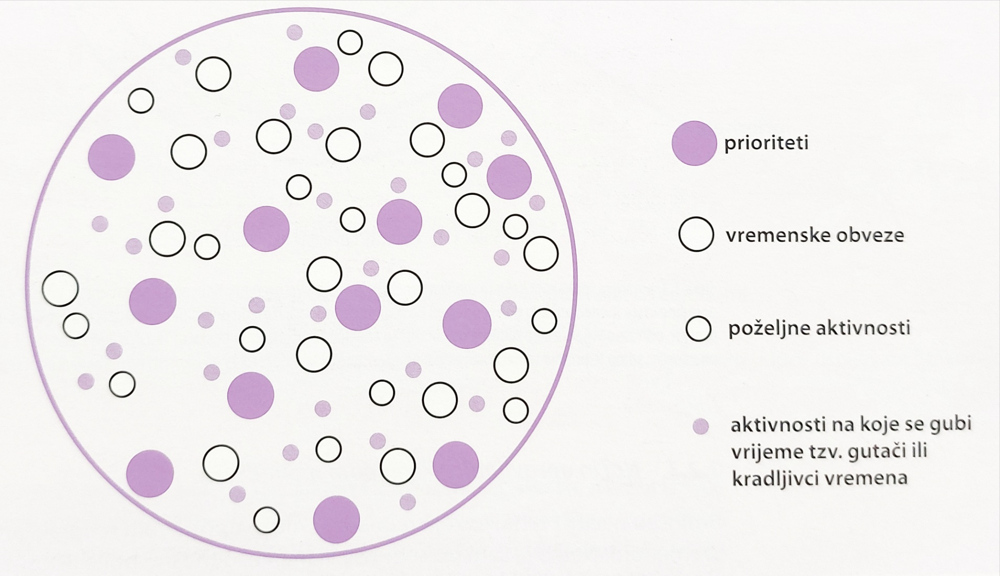 prioriteti
vremenske obveze
poželjne aktivnosti
aktivnosti na koje se gubi
vrijeme tzv. gutači ili
kradljivci vremena